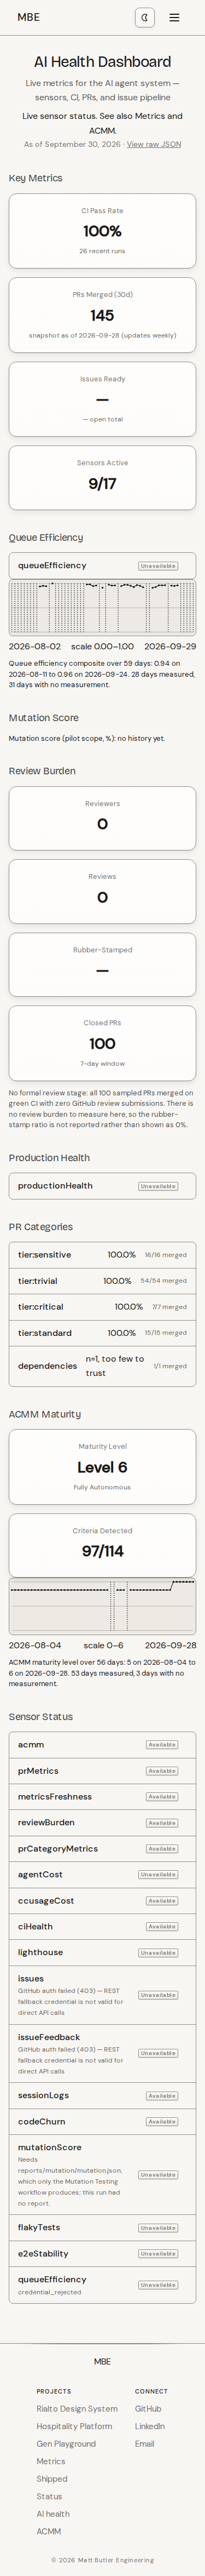 MBE
AI Health Dashboard
Live metrics for the AI agent system —
sensors, CI, PRs, and issue pipeline
Live sensor status. See also Metrics and
ACMM.
As of September 30, 2026 · View raw JSON
Key Metrics
CI Pass Rate
100%
26 recent runs
PRs Merged (30d)
145
snapshot as of 2026-09-28 (updates weekly)
Issues Ready
—
— open total
Sensors Active
9/17
Queue Efficiency
queueEfficiency Unavailable
2026-08-02 scale 0.00–1.00 2026-09-29
Queue efficiency composite over 59 days: 0.94 on
2026-08-11 to 0.96 on 2026-09-24. 28 days measured,
31 days with no measurement.
Mutation Score
Mutation score (pilot scope, %): no history yet.
Review Burden
Reviewers
0
Reviews
0
Rubber-Stamped
—
Closed PRs
100
7-day window
No formal review stage: all 100 sampled PRs merged on
green CI with zero GitHub review submissions. There is
no review burden to measure here, so the rubber-
stamp ratio is not reported rather than shown as 0%.
Production Health
productionHealth Unavailable
PR Categories
tier:sensitive 100.0% 16/16 merged
tier:trivial 100.0% 54/54 merged
tier:critical 100.0% 7/7 merged
tier:standard 100.0% 15/15 merged
dependencies n=1, too few to trust 1/1 merged
ACMM Maturity
Maturity Level
Level 6
Fully Autonomous
Criteria Detected
97/114
2026-08-04 scale 0–6 2026-09-28
ACMM maturity level over 56 days: 5 on 2026-08-04 to
6 on 2026-09-28. 53 days measured, 3 days with no
measurement.
Sensor Status
acmm Available
prMetrics Available
metricsFreshness Available
reviewBurden Available
prCategoryMetrics Available
agentCost Unavailable
ccusageCost Available
ciHealth Available
lighthouse Unavailable
issues Unavailable
GitHub auth failed (403) — REST
fallback credential is not valid for
direct API calls
issueFeedback Unavailable
GitHub auth failed (403) — REST
fallback credential is not valid for
direct API calls
sessionLogs Available
codeChurn Available
mutationScore Unavailable
Needs
reports/mutation/mutation.json,
which only the Mutation Testing
workflow produces; this run had
no report.
flakyTests Unavailable
e2eStability Unavailable
queueEfficiency Unavailable
credential_rejected
MBE
PROJECTS
Rialto Design System
Hospitality Platform
Gen Playground
Metrics
Shipped
Status
AI health
ACMM
CONNECT
GitHub
LinkedIn
Email
© 2026 Matt Butler Engineering